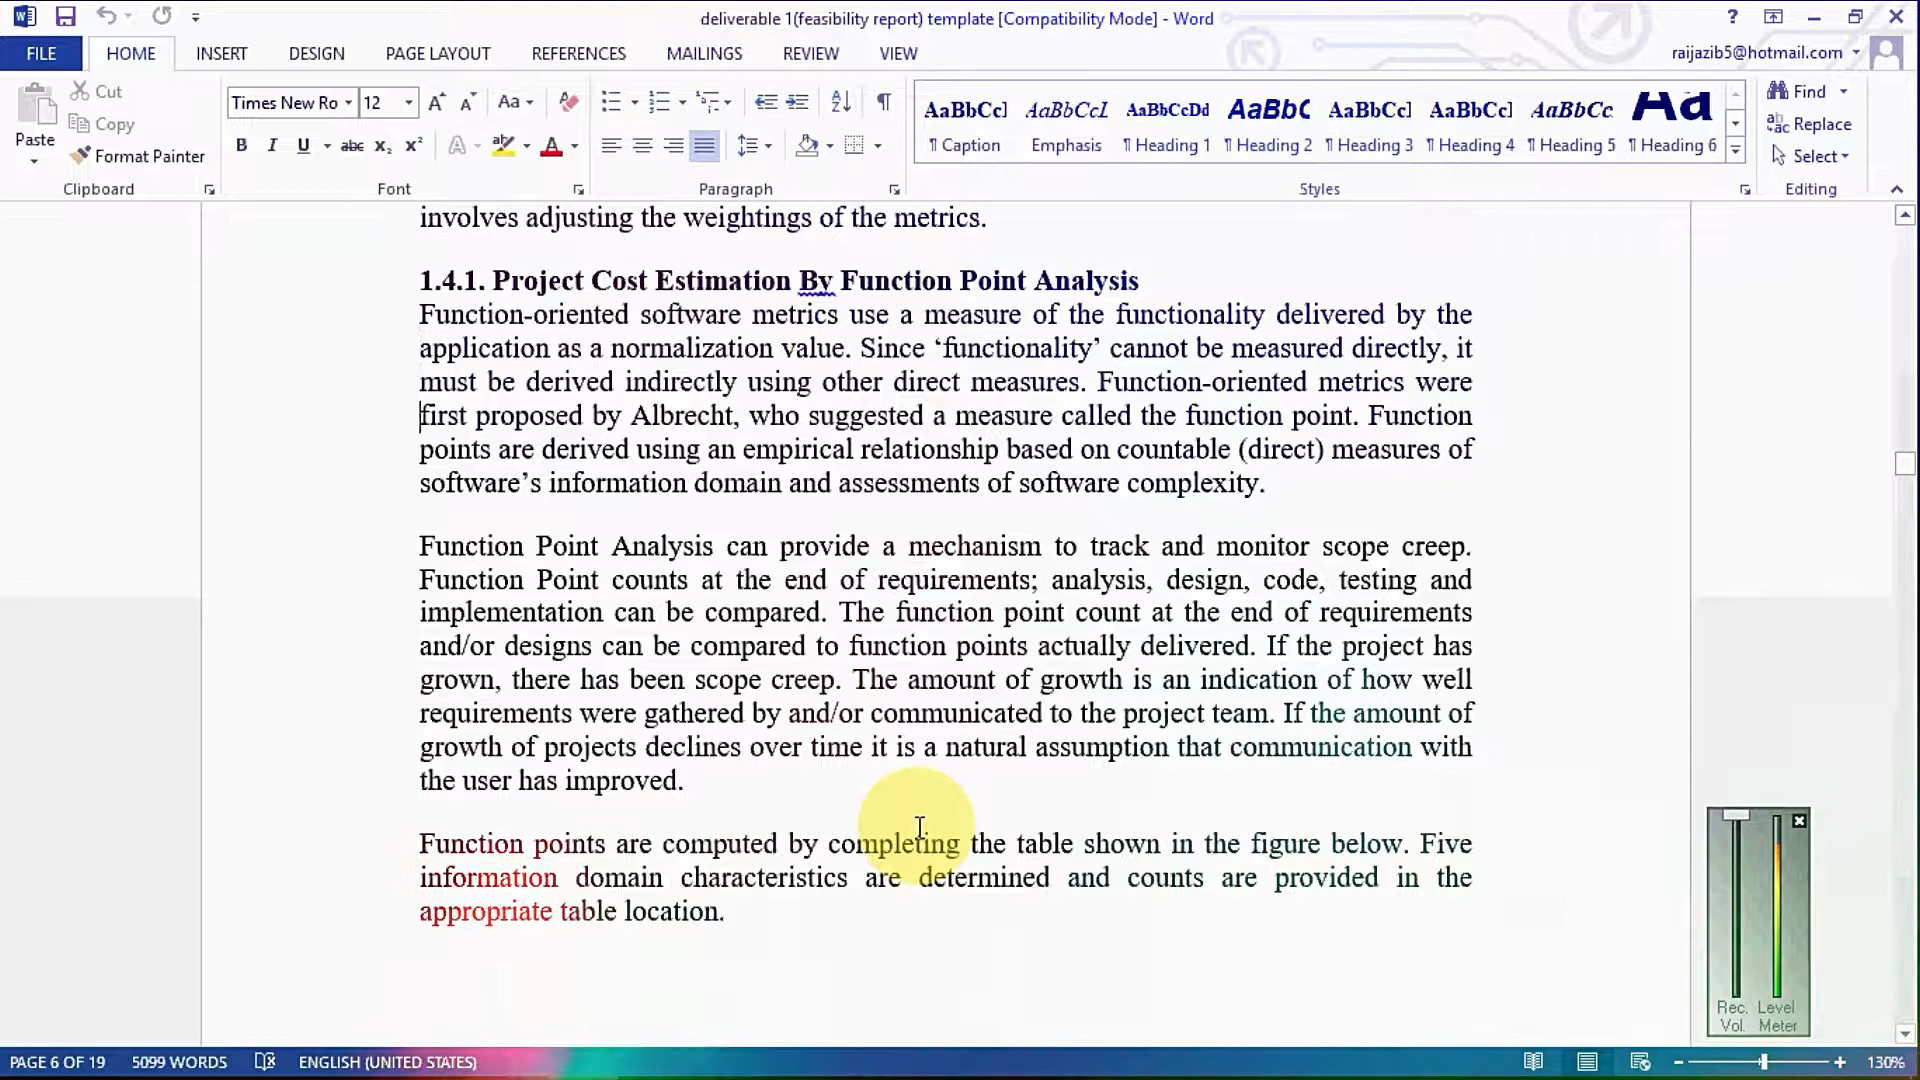 deliverable 1(feasibility report) template [Compatibility Mode] - Word
?
FILE HOME INSERT DESIGN PAGE LAYOUT REFERENCES MAILINGS REVIEW VIEW
raijazib5@hotmail.com
Paste
Cut
Copy
Format Painter
Clipboard
Times New Ro 12
Font
Paragraph
AaBbCc] AaBbCcI AaBbCcDd AaBbC AaBbCc] AaBbCc] AaBbCc Aa
¶ Caption Emphasis ¶ Heading 1 ¶ Heading 2 ¶ Heading 3 ¶ Heading 4 ¶ Heading 5 ¶ Heading 6
Styles
Find
Replace
Select
Editing
involves adjusting the weightings of the metrics.
1.4.1. Project Cost Estimation By Function Point Analysis
Function-oriented software metrics use a measure of the functionality delivered by the
application as a normalization value. Since ‘functionality’ cannot be measured directly, it
must be derived indirectly using other direct measures. Function-oriented metrics were
first proposed by Albrecht, who suggested a measure called the function point. Function
points are derived using an empirical relationship based on countable (direct) measures of
software’s information domain and assessments of software complexity.
Function Point Analysis can provide a mechanism to track and monitor scope creep.
Function Point counts at the end of requirements; analysis, design, code, testing and
implementation can be compared. The function point count at the end of requirements
and/or designs can be compared to function points actually delivered. If the project has
grown, there has been scope creep. The amount of growth is an indication of how well
requirements were gathered by and/or communicated to the project team. If the amount of
growth of projects declines over time it is a natural assumption that communication with
the user has improved.
Function points are computed by completing the table shown in the figure below. Five
information domain characteristics are determined and counts are provided in the
appropriate table location.
Rec. Level
Vol. Meter
PAGE 6 OF 19 5099 WORDS ENGLISH (UNITED STATES) 130%